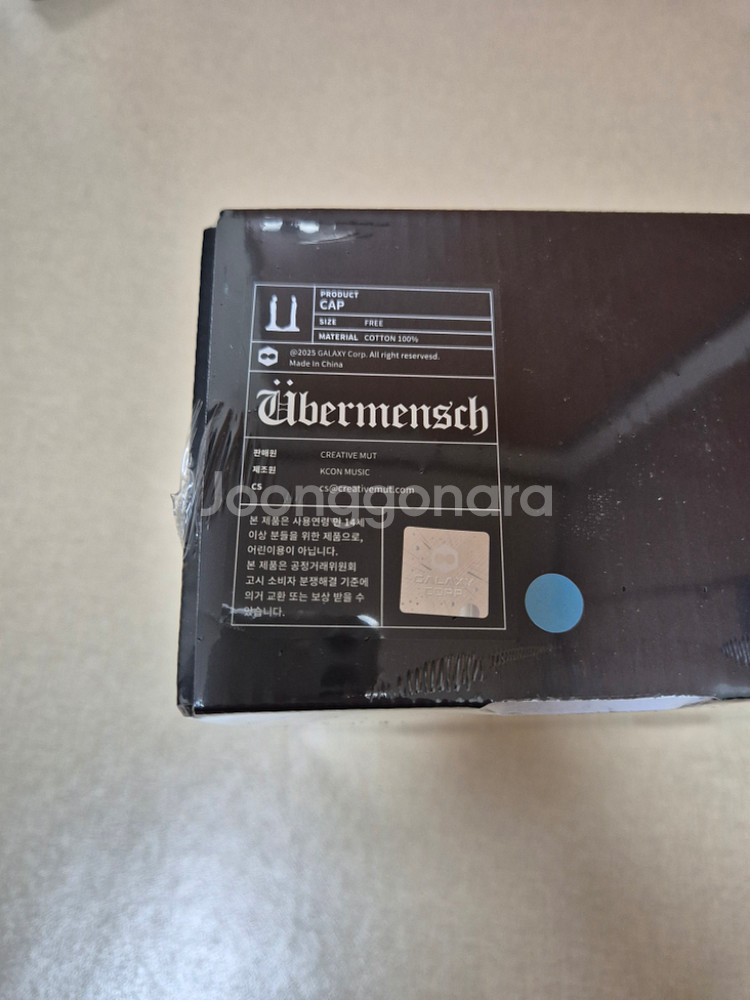 PRODUCT
CAP
SIZE FREE
MATERIAL COTTON 100%
@2025 GALAXY Corp. All right reservesd.
Made In China
Übermensch
판매원 CREATIVE MUT
제조원 KCON MUSIC
CS cs@creativemut.com
Joonggonara
본 제품은 사용연령 만 14세
이상 분들을 위한 제품으로,
어린이용이 아닙니다.
본 제품은 공정거래위원회
고시 소비자 분쟁해결 기준에
의거 교환 또는 보상 받을 수
있습니다.
GALAXY
CORP